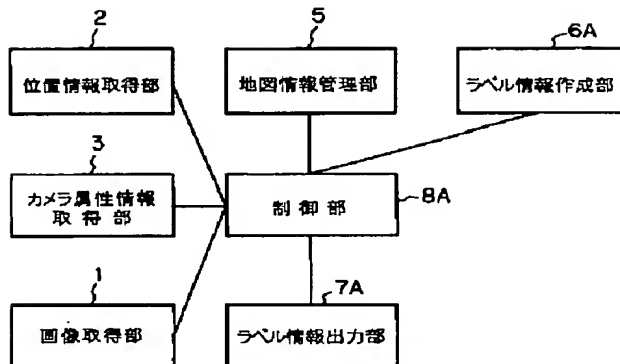 2
5
6A
位置情報取得部
地図情報管理部
ラベル情報作成部
3
カメラ属性情報
取得部
制御部
8A
1
7A
画像取得部
ラベル情報出力部